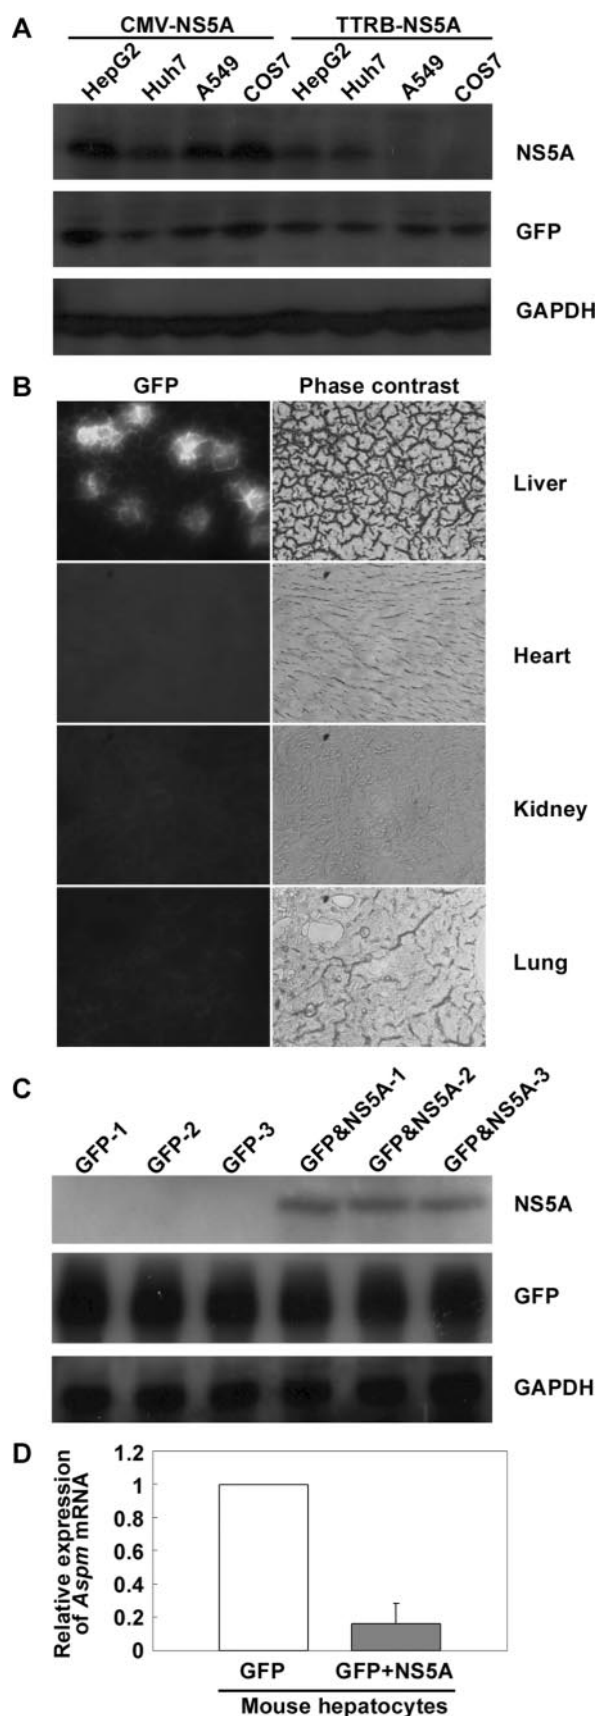 A
CMV-NS5A TTRB-NS5A
HepG2 Huh7 A549 COS7 HepG2 Huh7 A549 COS7
NS5A
GFP
GAPDH
B
GFP Phase contrast
Liver
Heart
Kidney
Lung
C
GFP-1 GFP-2 GFP-3 GFP&NS5A-1 GFP&NS5A-2 GFP&NS5A-3
NS5A
GFP
GAPDH
D
Relative expression
of Aspm mRNA
1.2
1
0.8
0.6
0.4
0.2
0
GFP GFP+NS5A
Mouse hepatocytes